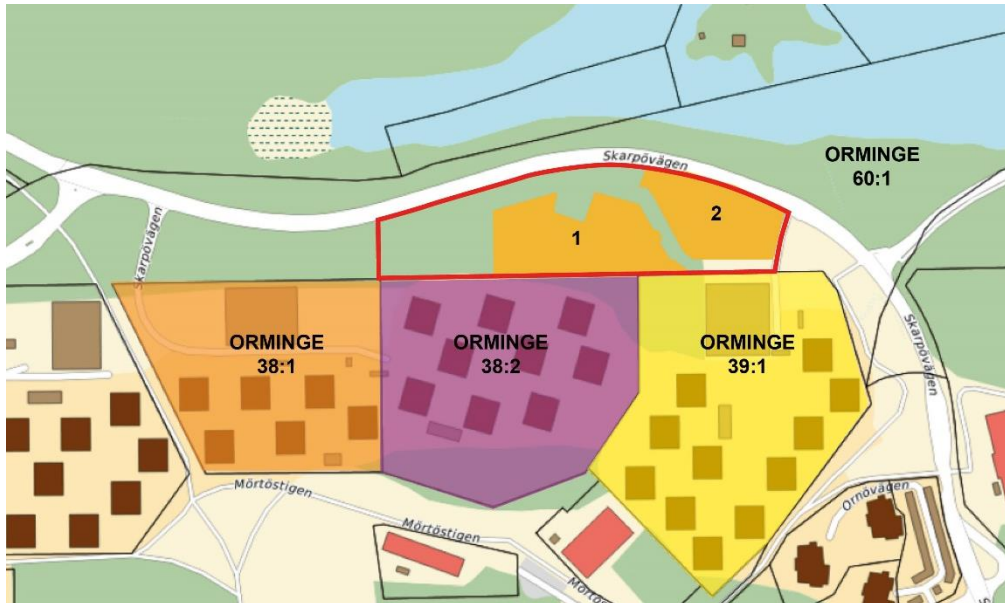 Skarpövägen
ORMINGE
60:1
1
2
Skarpövägen
ORMINGE
38:1
ORMINGE
38:2
ORMINGE
39:1
Skarpövägen
Mörtöstigen
Mörtöstigen
Ornövägen